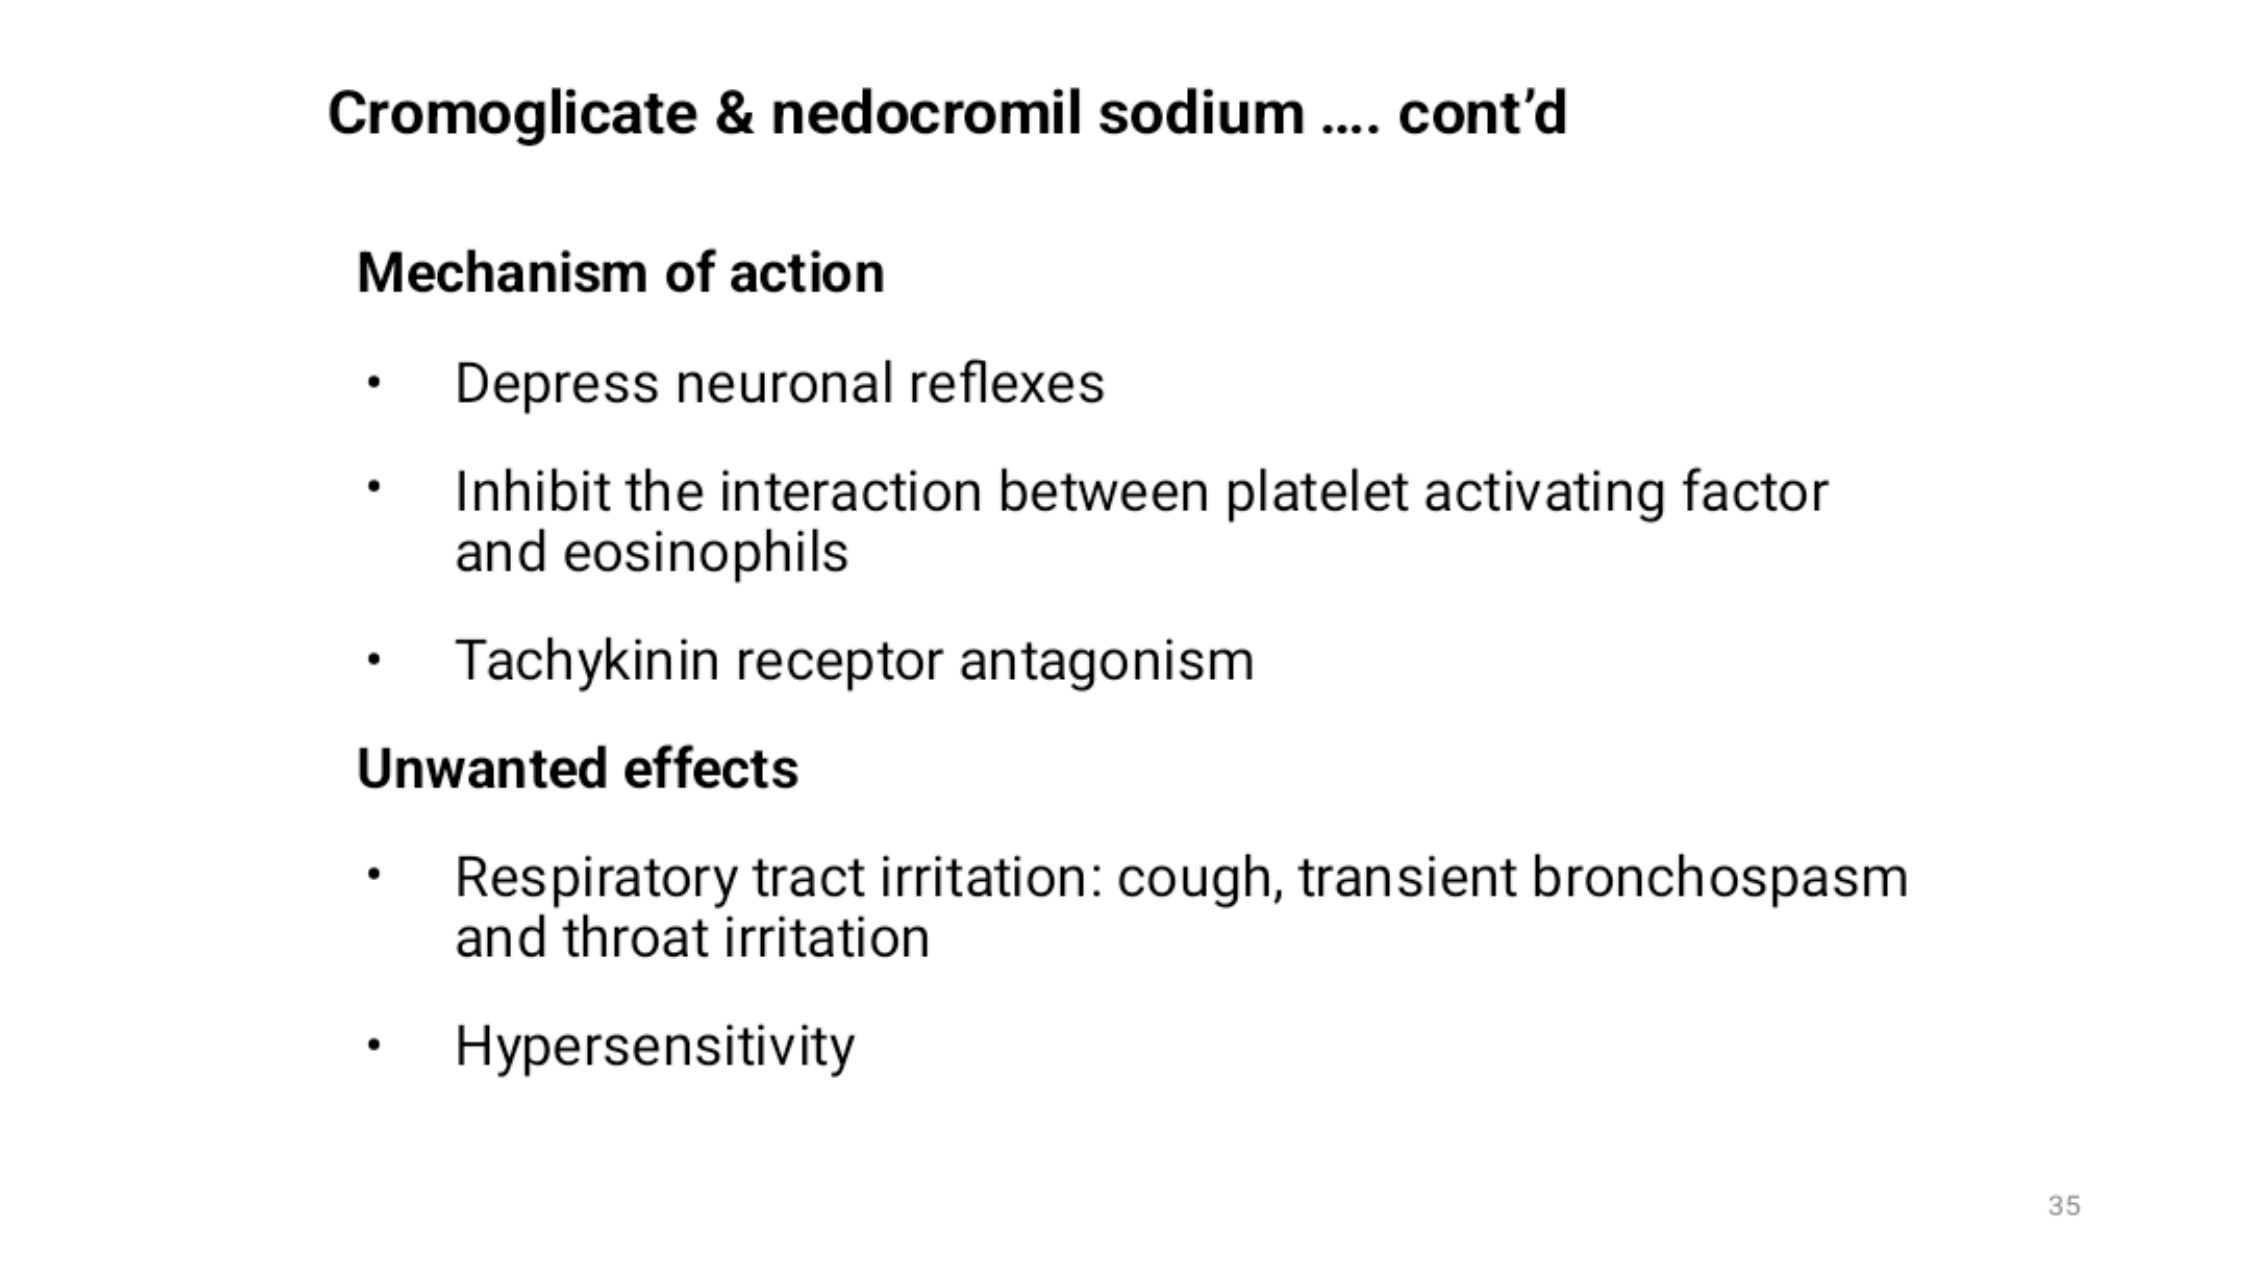 Cromoglicate & nedocromil sodium .... cont’d
Mechanism of action
• Depress neuronal reflexes
• Inhibit the interaction between platelet activating factor
and eosinophils
• Tachykinin receptor antagonism
Unwanted effects
• Respiratory tract irritation: cough, transient bronchospasm
and throat irritation
• Hypersensitivity
35